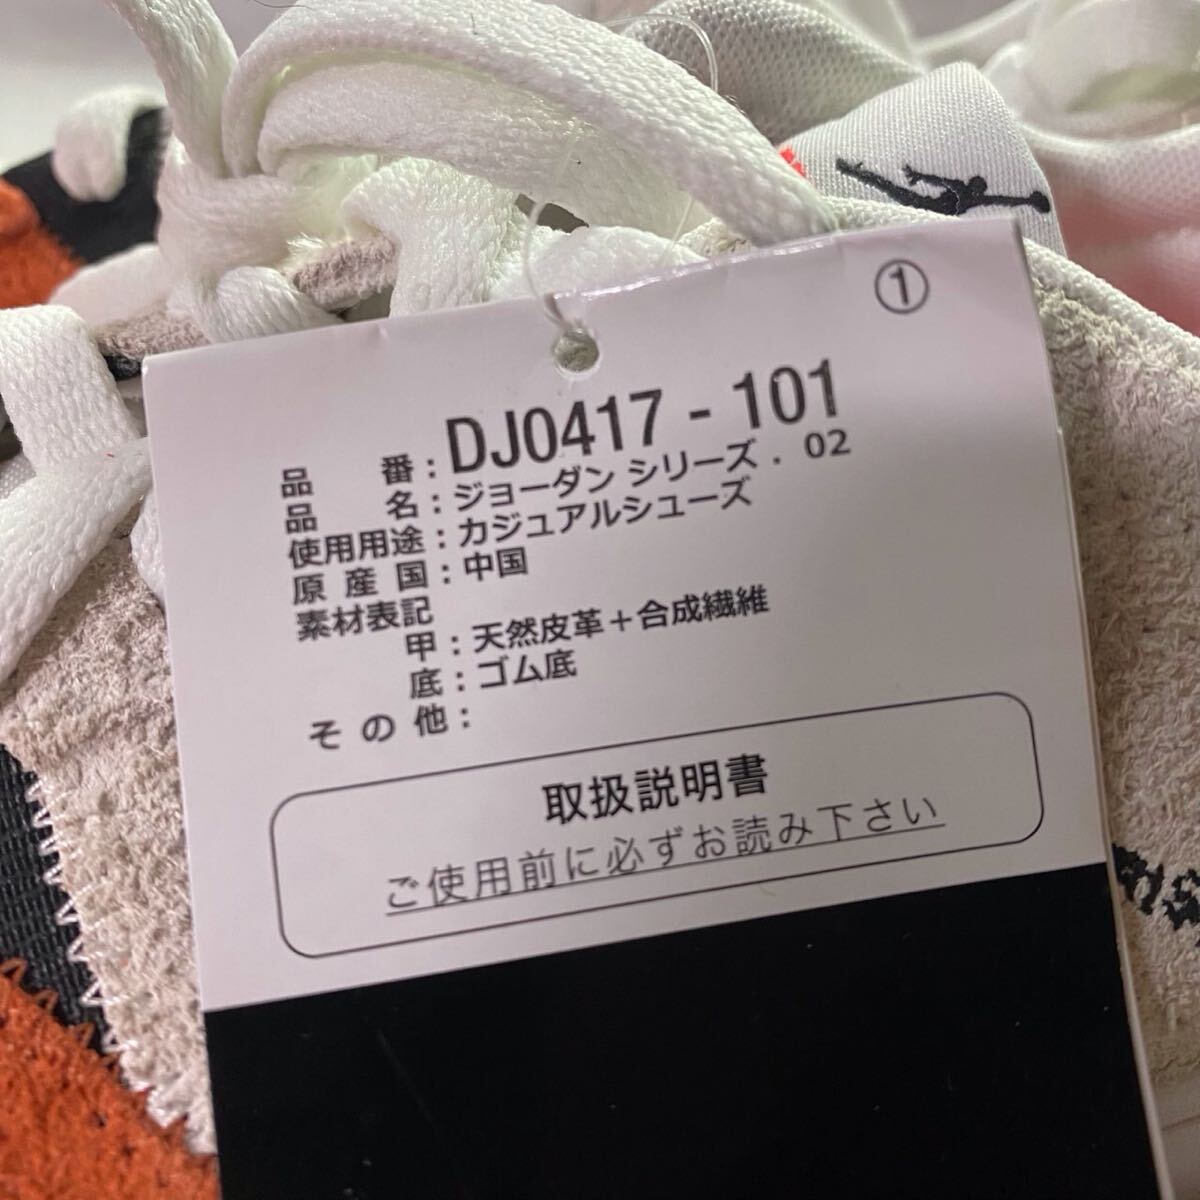 ①
品番：DJ0417 - 101
品名：ジョーダン シリーズ．02
使用用途：カジュアルシューズ
原産国：中国
素材表記
甲：天然皮革＋合成繊維
底：ゴム底
その他：
取扱説明書
ご使用前に必ずお読み下さい